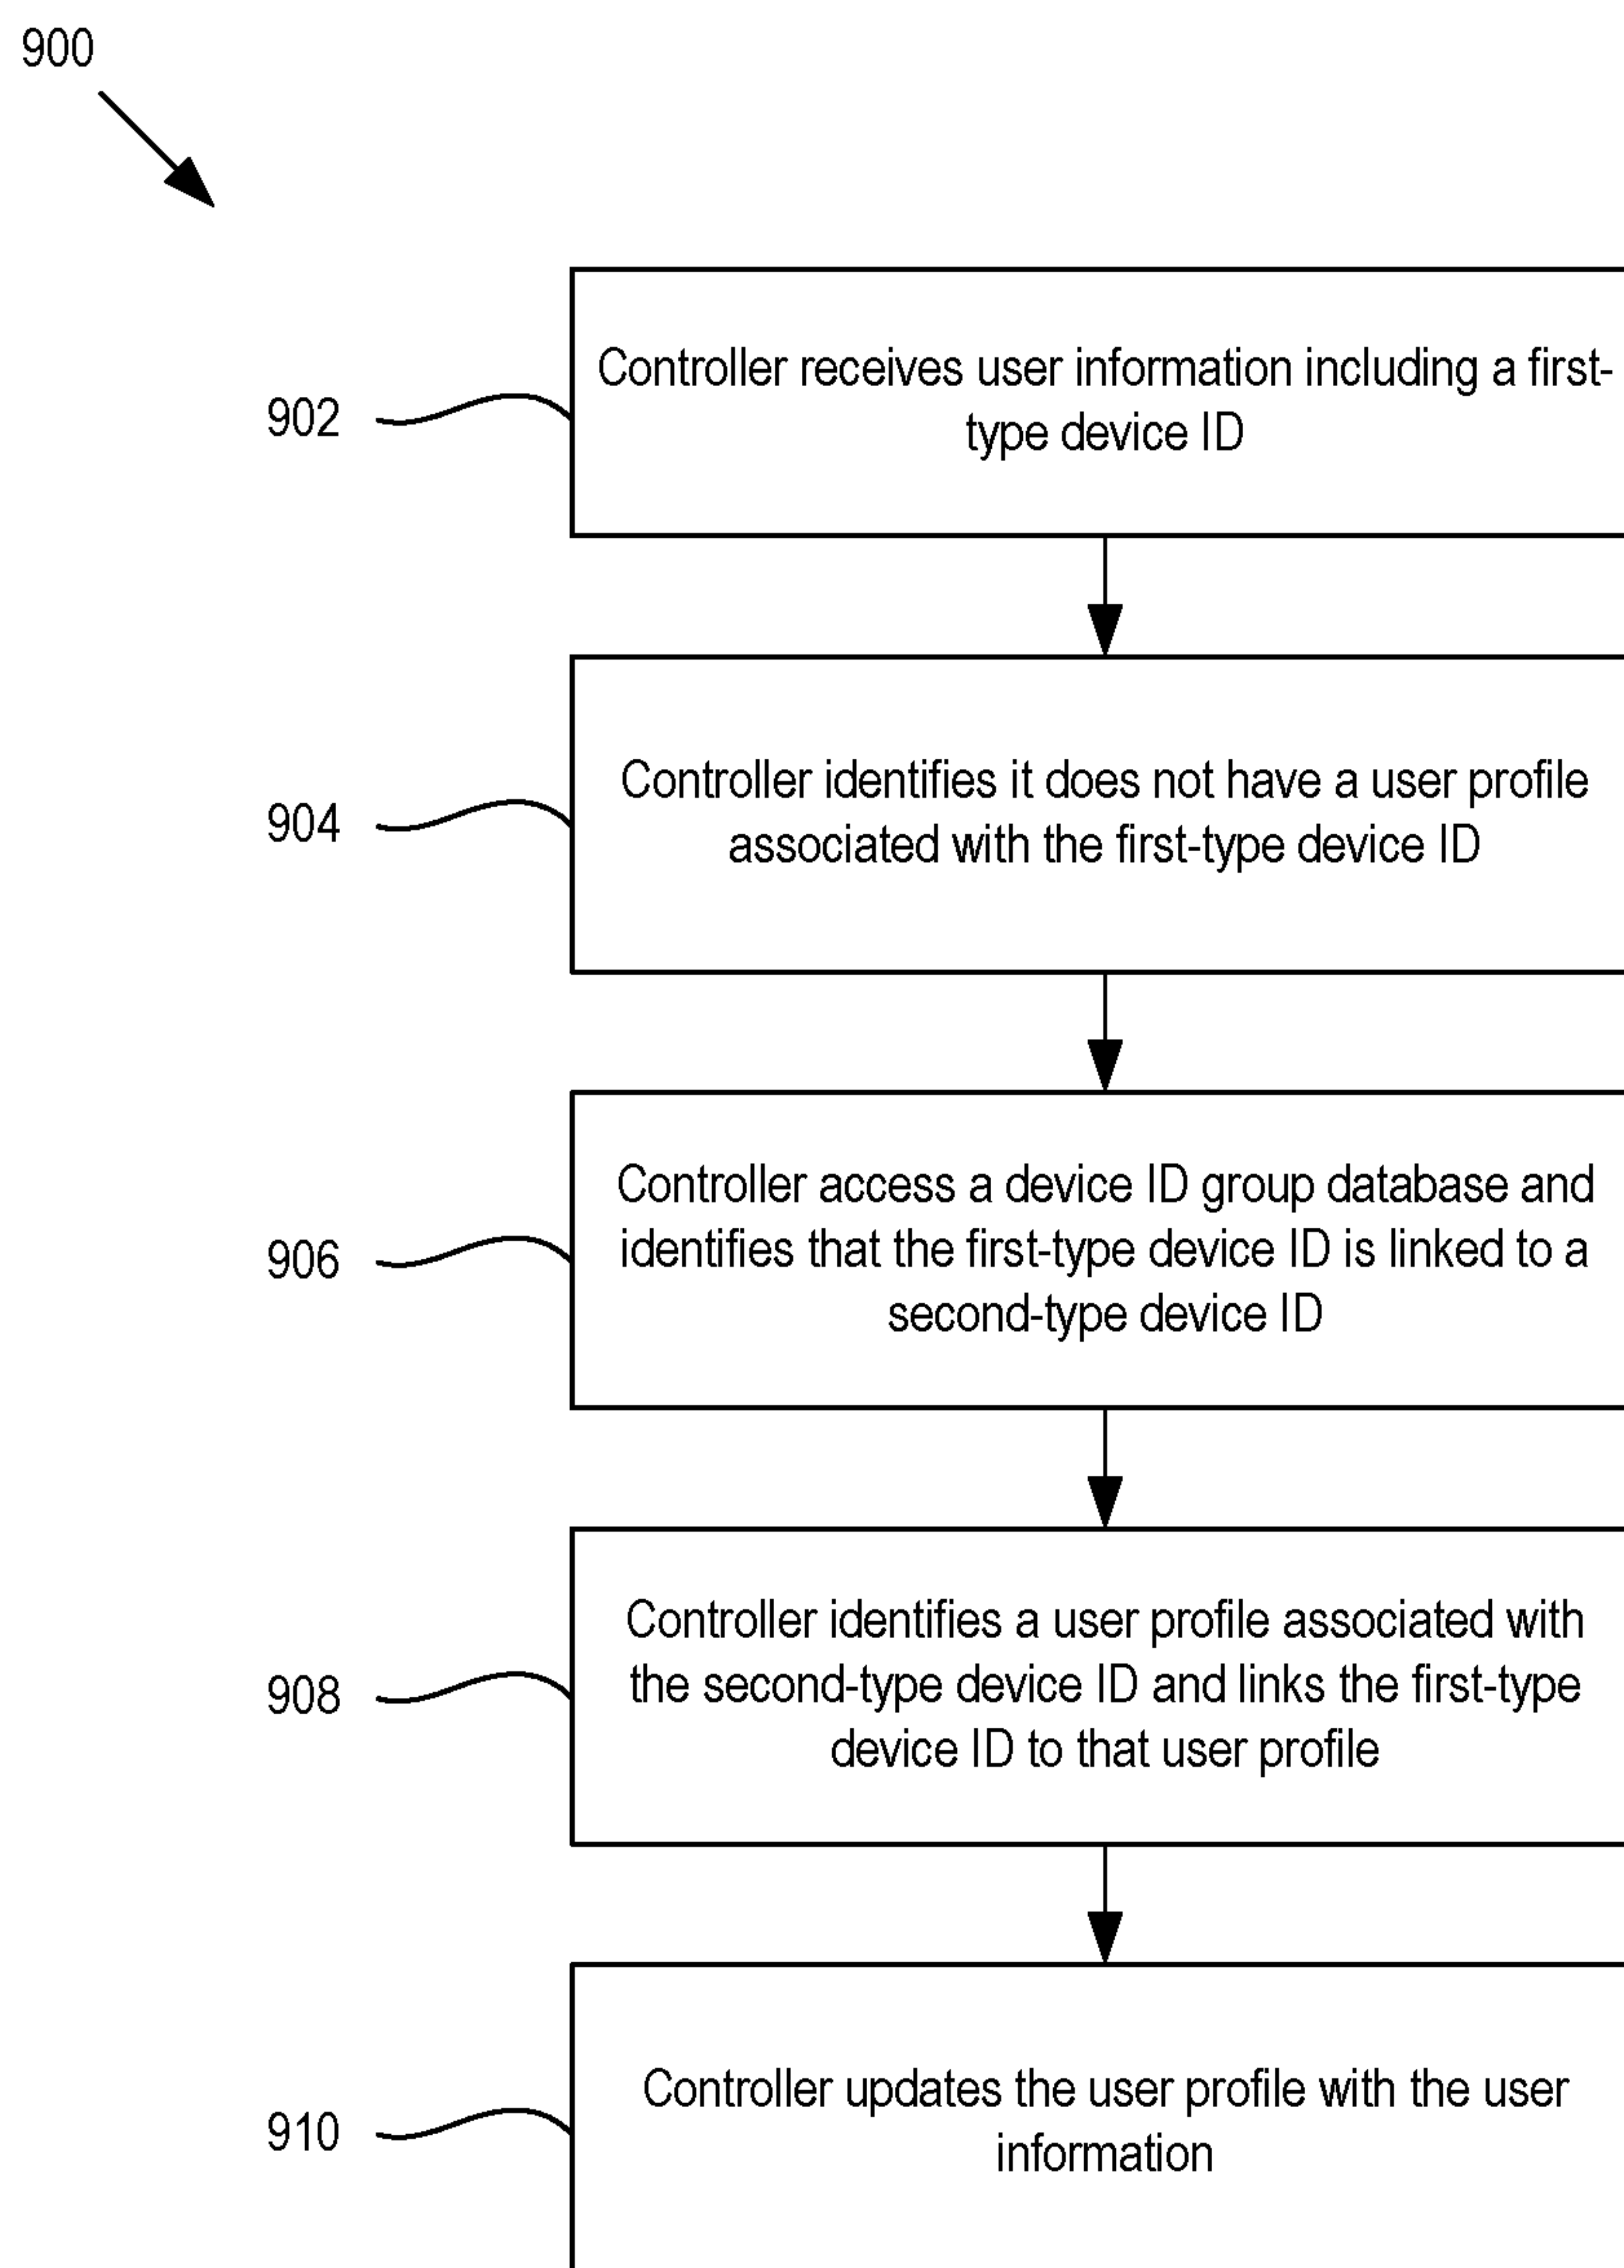 900
902
Controller receives user information including a first-
type device ID
904
Controller identifies it does not have a user profile
associated with the first-type device ID
906
Controller access a device ID group database and
identifies that the first-type device ID is linked to a
second-type device ID
908
Controller identifies a user profile associated with
the second-type device ID and links the first-type
device ID to that user profile
910
Controller updates the user profile with the user
information